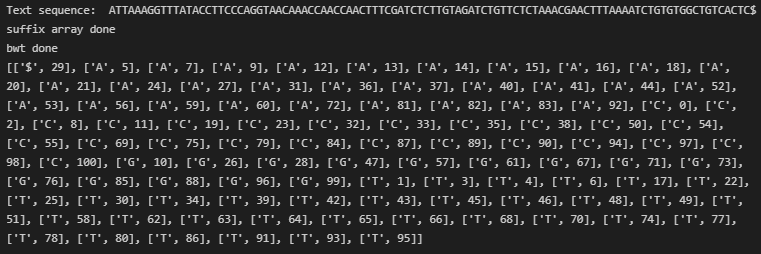 Text sequence:  ATTAAAGGTTTATACCTTCCCAGGTAACAAACCAACCAACTTTCGATCTCTTGTAGATCTGTTCTCTAAACGAACTTTAAAATCTGTGTGGCTGTCACTC$
suffix array done
bwt done
[['$', 29], ['A', 5], ['A', 7], ['A', 9], ['A', 12], ['A', 13], ['A', 14], ['A', 15], ['A', 16], ['A', 18], ['A',
20], ['A', 21], ['A', 24], ['A', 27], ['A', 31], ['A', 36], ['A', 37], ['A', 40], ['A', 41], ['A', 44], ['A', 52],
['A', 53], ['A', 56], ['A', 59], ['A', 60], ['A', 72], ['A', 81], ['A', 82], ['A', 83], ['A', 92], ['C', 0], ['C',
2], ['C', 8], ['C', 11], ['C', 19], ['C', 23], ['C', 32], ['C', 33], ['C', 35], ['C', 38], ['C', 50], ['C', 54],
['C', 55], ['C', 69], ['C', 75], ['C', 79], ['C', 84], ['C', 87], ['C', 89], ['C', 90], ['C', 94], ['C', 97], ['C',
98], ['C', 100], ['G', 10], ['G', 26], ['G', 28], ['G', 47], ['G', 57], ['G', 61], ['G', 67], ['G', 71], ['G', 73],
['G', 76], ['G', 85], ['G', 88], ['G', 96], ['G', 99], ['T', 1], ['T', 3], ['T', 4], ['T', 6], ['T', 17], ['T', 22],
['T', 25], ['T', 30], ['T', 34], ['T', 39], ['T', 42], ['T', 43], ['T', 45], ['T', 46], ['T', 48], ['T', 49], ['T',
51], ['T', 58], ['T', 62], ['T', 63], ['T', 64], ['T', 65], ['T', 66], ['T', 68], ['T', 70], ['T', 74], ['T', 77],
['T', 78], ['T', 80], ['T', 86], ['T', 91], ['T', 93], ['T', 95]]